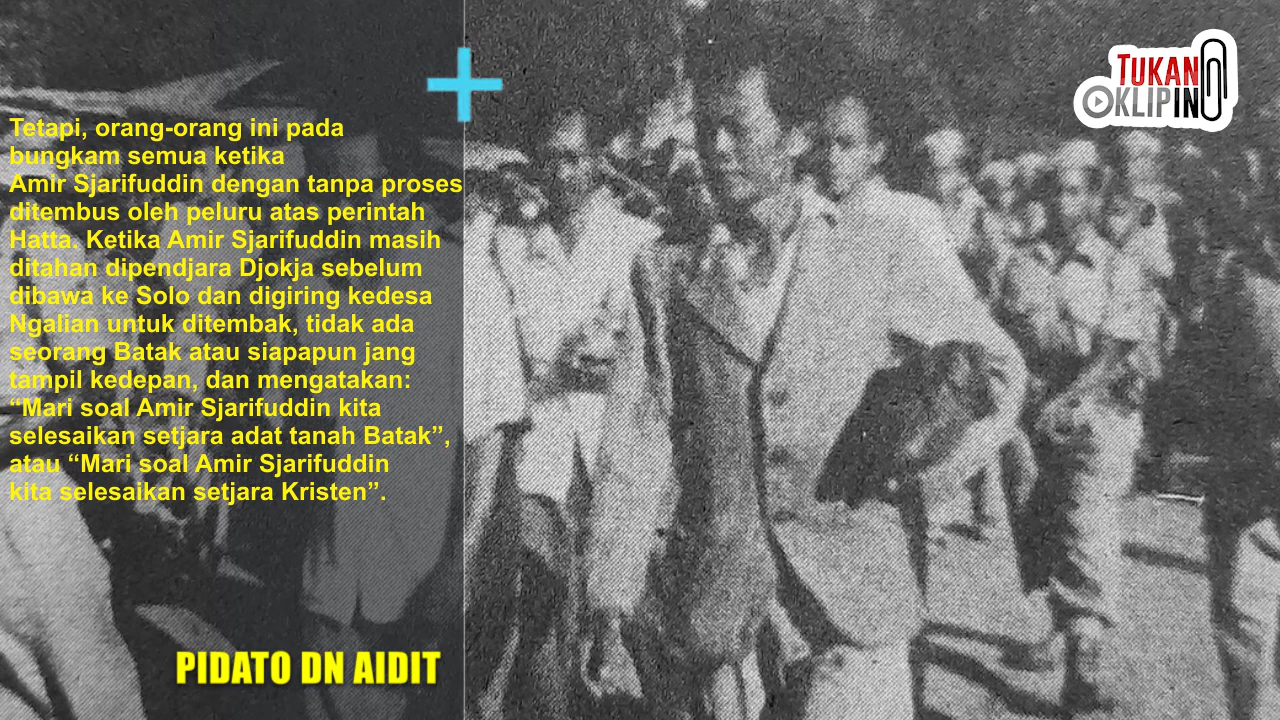 TUKANG
KLIPING
Tetapi, orang-orang ini pada
bungkam semua ketika
Amir Sjarifuddin dengan tanpa proses
ditembus oleh peluru atas perintah
Hatta. Ketika Amir Sjarifuddin masih
ditahan dipendjara Djokja sebelum
dibawa ke Solo dan digiring kedesa
Ngalian untuk ditembak, tidak ada
seorang Batak atau siapapun jang
tampil kedepan, dan mengatakan:
“Mari soal Amir Sjarifuddin kita
selesaikan setjara adat tanah Batak”,
atau “Mari soal Amir Sjarifuddin
kita selesaikan setjara Kristen”.
PIDATO DN AIDIT